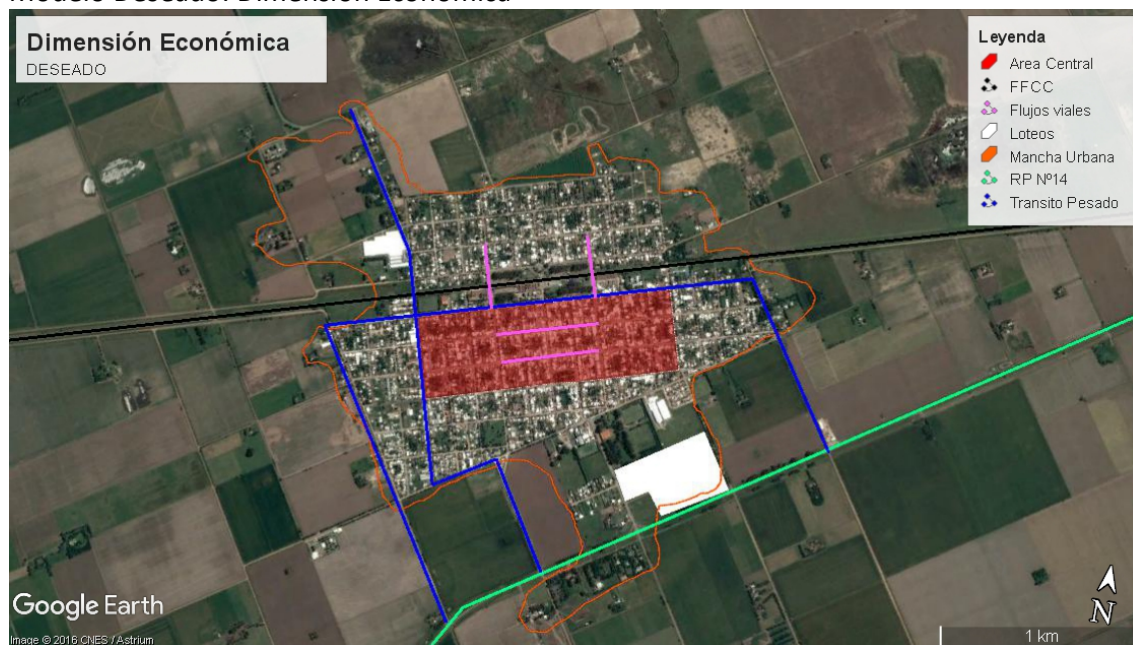 Modelo Deseado: Dimensión Económica
Dimensión Económica
DESEADO
Leyenda
Area Central
FFCC
Flujos viales
Loteos
Mancha Urbana
RP Nº14
Transito Pesado
Google Earth
Image © 2016 CNES / Astrium
N
1 km